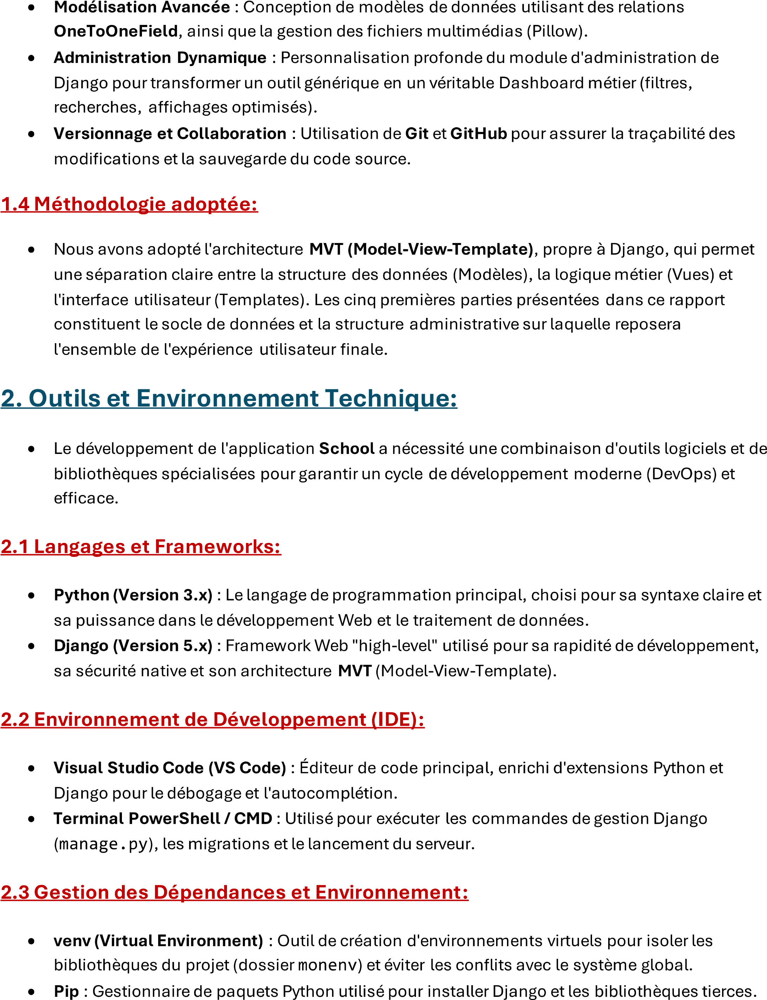 • Modélisation Avancée : Conception de modèles de données utilisant des relations
OneToOneField, ainsi que la gestion des fichiers multimédias (Pillow).
• Administration Dynamique : Personnalisation profonde du module d'administration de
Django pour transformer un outil générique en un véritable Dashboard métier (filtres,
recherches, affichages optimisés).
• Versionnage et Collaboration : Utilisation de Git et GitHub pour assurer la traçabilité des
modifications et la sauvegarde du code source.
1.4 Méthodologie adoptée:
• Nous avons adopté l'architecture MVT (Model-View-Template), propre à Django, qui permet
une séparation claire entre la structure des données (Modèles), la logique métier (Vues) et
l'interface utilisateur (Templates). Les cinq premières parties présentées dans ce rapport
constituent le socle de données et la structure administrative sur laquelle reposera
l'ensemble de l'expérience utilisateur finale.
2. Outils et Environnement Technique:
• Le développement de l'application School a nécessité une combinaison d'outils logiciels et de
bibliothèques spécialisées pour garantir un cycle de développement moderne (DevOps) et
efficace.
2.1 Langages et Frameworks:
• Python (Version 3.x) : Le langage de programmation principal, choisi pour sa syntaxe claire et
sa puissance dans le développement Web et le traitement de données.
• Django (Version 5.x) : Framework Web "high-level" utilisé pour sa rapidité de développement,
sa sécurité native et son architecture MVT (Model-View-Template).
2.2 Environnement de Développement (IDE):
• Visual Studio Code (VS Code) : Éditeur de code principal, enrichi d'extensions Python et
Django pour le débogage et l'autocomplétion.
• Terminal PowerShell / CMD : Utilisé pour exécuter les commandes de gestion Django
(manage.py), les migrations et le lancement du serveur.
2.3 Gestion des Dépendances et Environnement:
• venv (Virtual Environment) : Outil de création d'environnements virtuels pour isoler les
bibliothèques du projet (dossier monenv) et éviter les conflits avec le système global.
• Pip : Gestionnaire de paquets Python utilisé pour installer Django et les bibliothèques tierces.